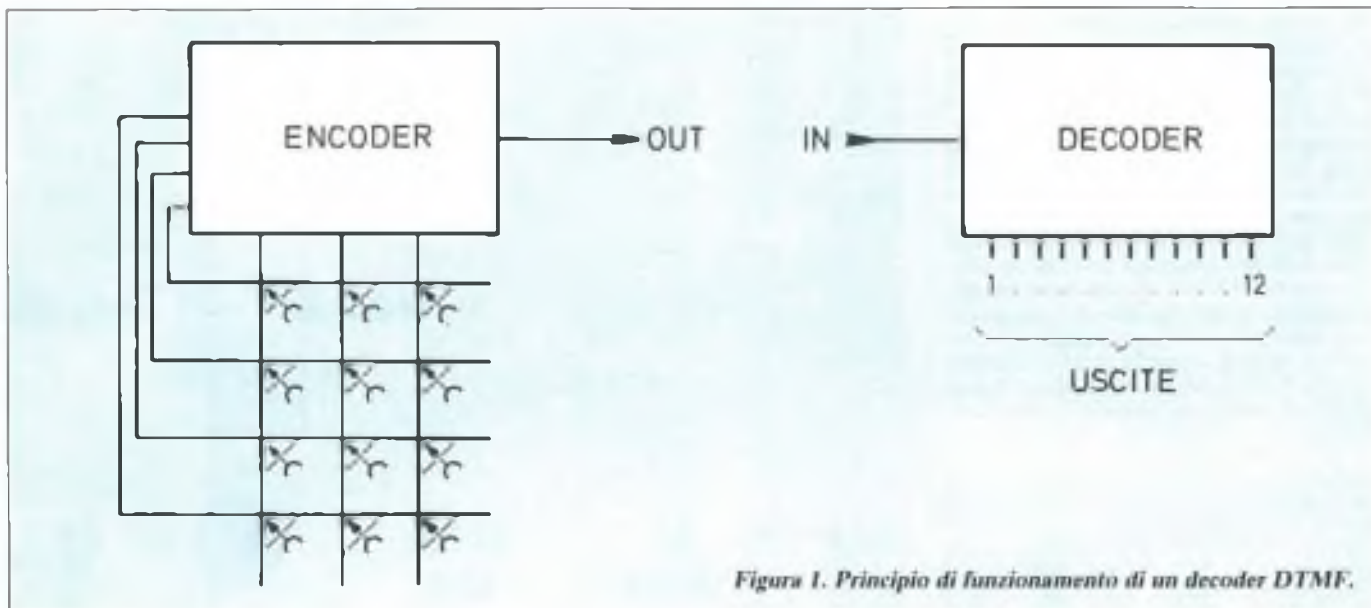 ENCODER
OUT
IN
DECODER
1 . . . . . . . . . . 12
USCITE
Figura 1. Principio di funzionamento di un decoder DTMF.